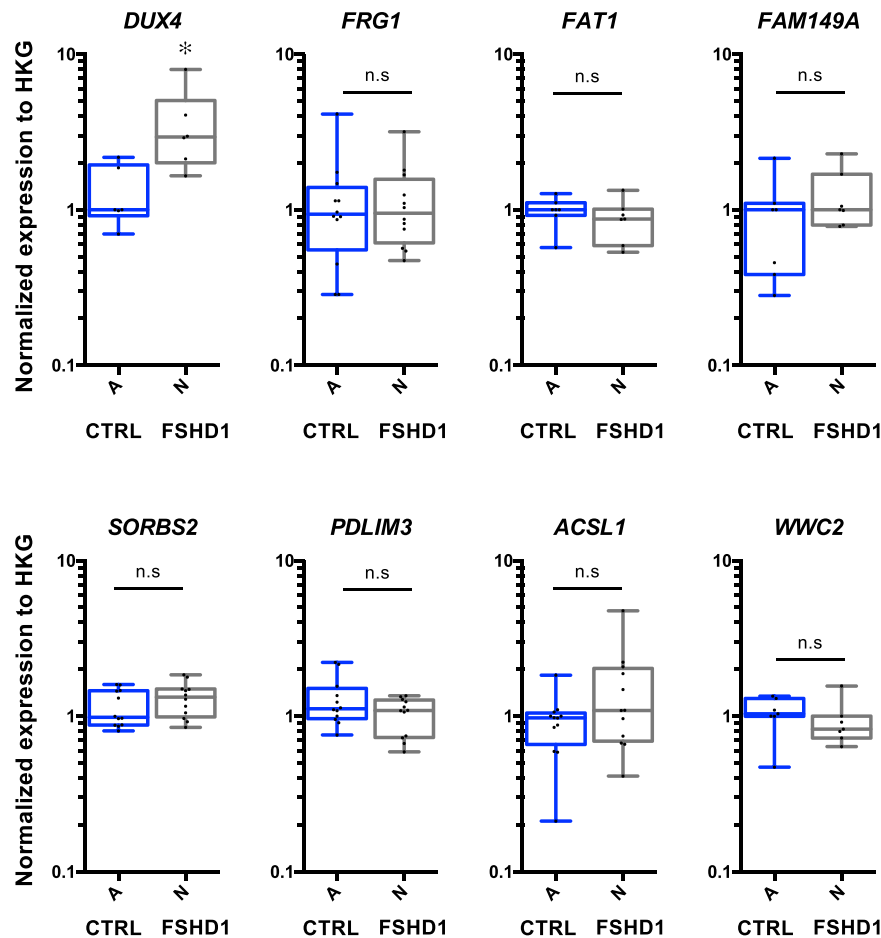 DUX4 FRG1 FAT1 FAM149A
Normalized expression to HKG
10 * 10 n.s 10 n.s 10 n.s
1 1 1 1
0.1 0.1 0.1 0.1
A N A N A N A N
CTRL FSHD1 CTRL FSHD1 CTRL FSHD1 CTRL FSHD1
SORBS2 PDLIM3 ACSL1 WWC2
Normalized expression to HKG
10 n.s 10 n.s 10 n.s 10 n.s
1 1 1 1
0.1 0.1 0.1 0.1
A N A N A N A N
CTRL FSHD1 CTRL FSHD1 CTRL FSHD1 CTRL FSHD1